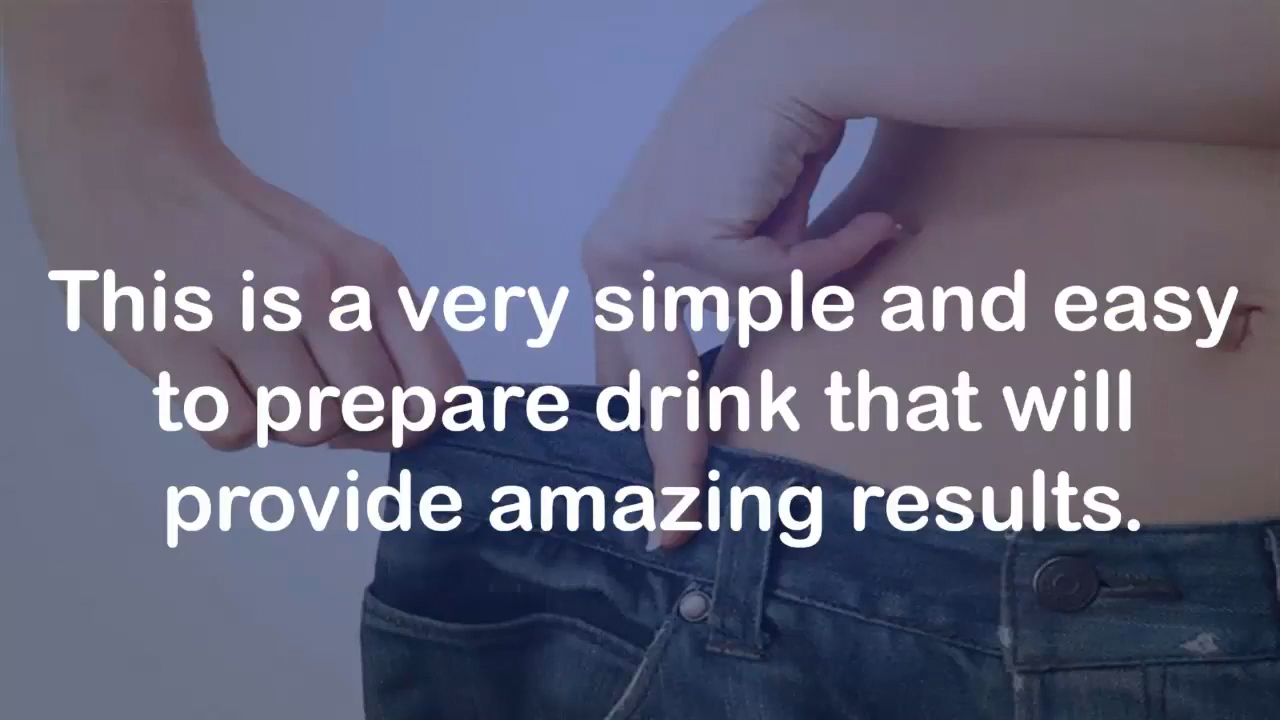 This is a very simple and easy
to prepare drink that will
provide amazing results.